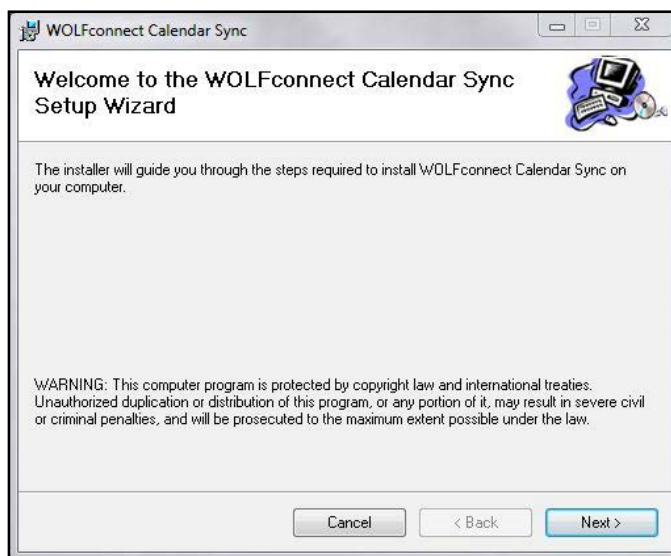 WOLFconnect Calendar Sync
Welcome to the WOLFconnect Calendar Sync
Setup Wizard
The installer will guide you through the steps required to install WOLFconnect Calendar Sync on
your computer.
WARNING: This computer program is protected by copyright law and international treaties.
Unauthorized duplication or distribution of this program, or any portion of it, may result in severe civil
or criminal penalties, and will be prosecuted to the maximum extent possible under the law.
Cancel
< Back
Next >